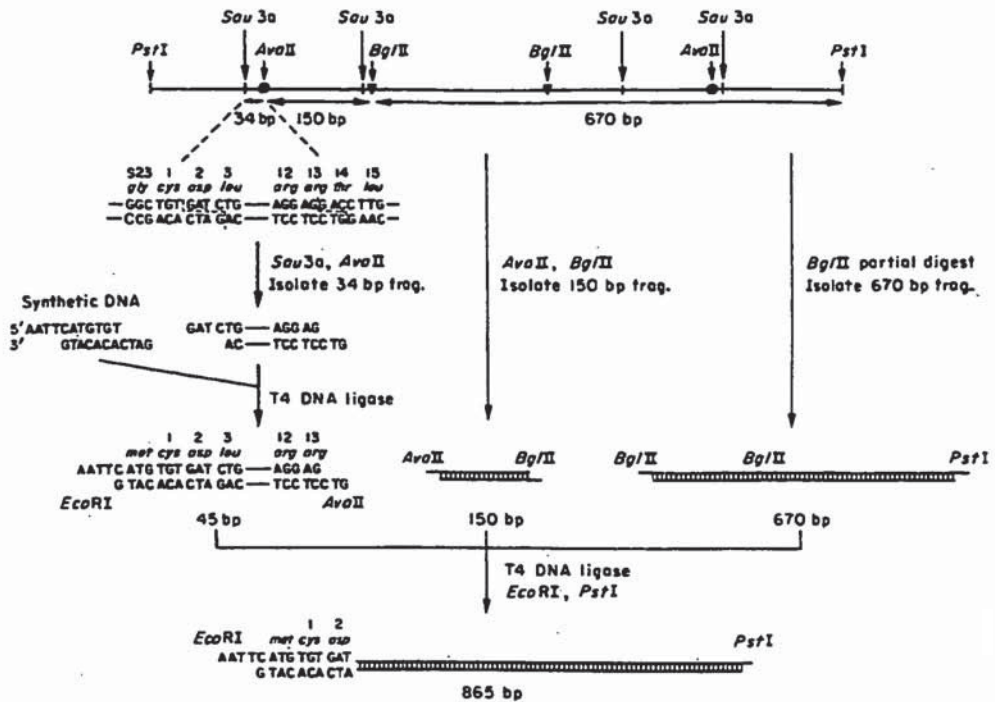 Sau 3a Sau 3a Sau 3a Sau 3a
PstI AvaII BglII BglII AvaII PstI
34 bp 150 bp 670 bp
S23 1 2 3 12 13 14 15
gly cys asp leu arg arg thr leu
GGC TGT GAT CTG AGG AGG ACC TTG
CCG ACA CTA GAC TCC TCC TGG AAC
Sau3a, AvaII
Isolate 34 bp frag.
AvaII, BglII
Isolate 150 bp frag.
BglII partial digest
Isolate 670 bp frag.
Synthetic DNA
5' AATTCATGTGT GAT CTG AGG AG
3' GTACACACTAG AC TCC TCC TG
T4 DNA ligase
1 2 3 12 13
met cys asp leu arg arg
AATTC ATG TGT GAT CTG AGG AG
G TAC ACA CTA GAC TCC TCC TG
EcoRI AvaII
AvaII BglII
BglII BglII PstI
45 bp 150 bp 670 bp
T4 DNA ligase
EcoRI, PstI
1 2
EcoRI met cys asp PstI
AATTC ATG TGT GAT
G TAC ACA CTA
865 bp